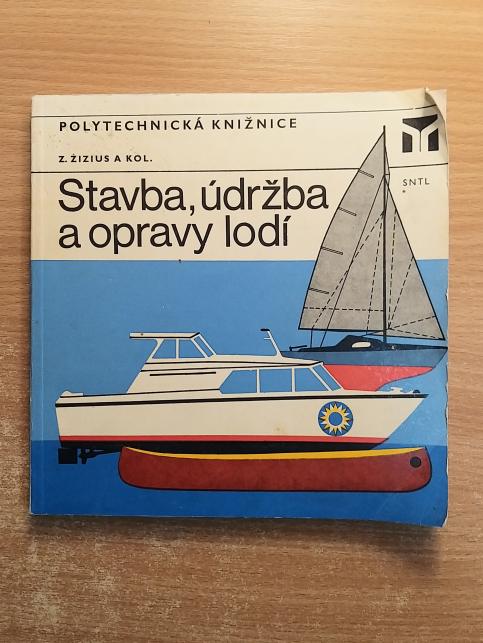 POLYTECHNICKÁ KNIŽNICE
Z. ŽIZIUS A KOL.
SNTL
Stavba, údržba
a opravy lodí